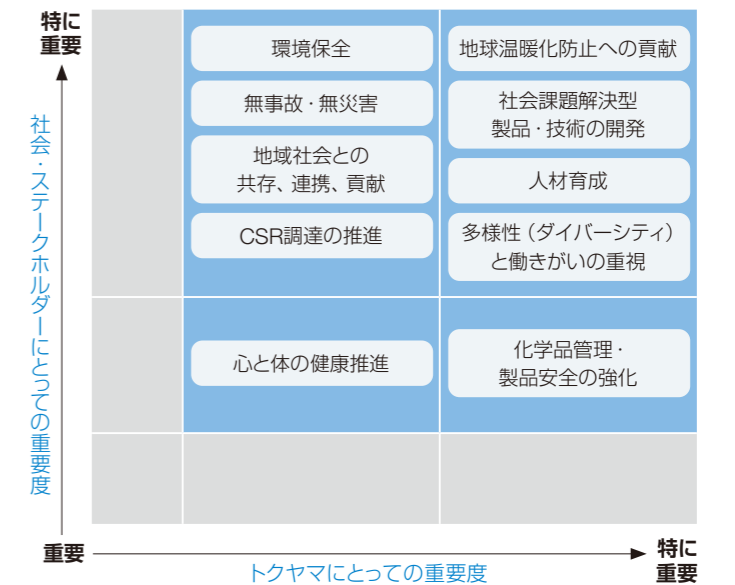 特に
重要
社会・ステークホルダーにとっての重要度
環境保全
無事故・無災害
地域社会との
共存、連携、貢献
CSR調達の推進
地球温暖化防止への貢献
社会課題解決型
製品・技術の開発
人材育成
多様性（ダイバーシティ）
と働きがいの重視
心と体の健康推進
化学品管理・
製品安全の強化
重要
トクヤマにとっての重要度
特に
重要